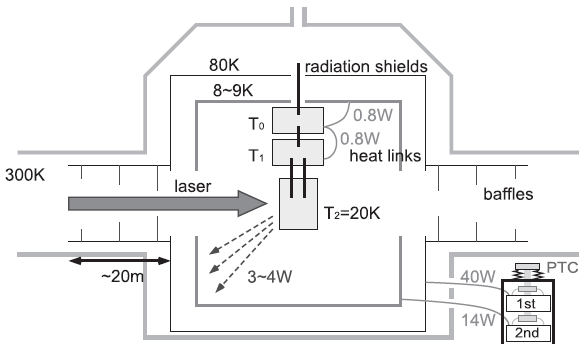 80K
radiation shields
8~9K
0.8W
T₀
0.8W
T₁
heat links
300K
laser
baffles
T₂=20K
~20m
3~4W
40W
PTC
1st
14W
2nd